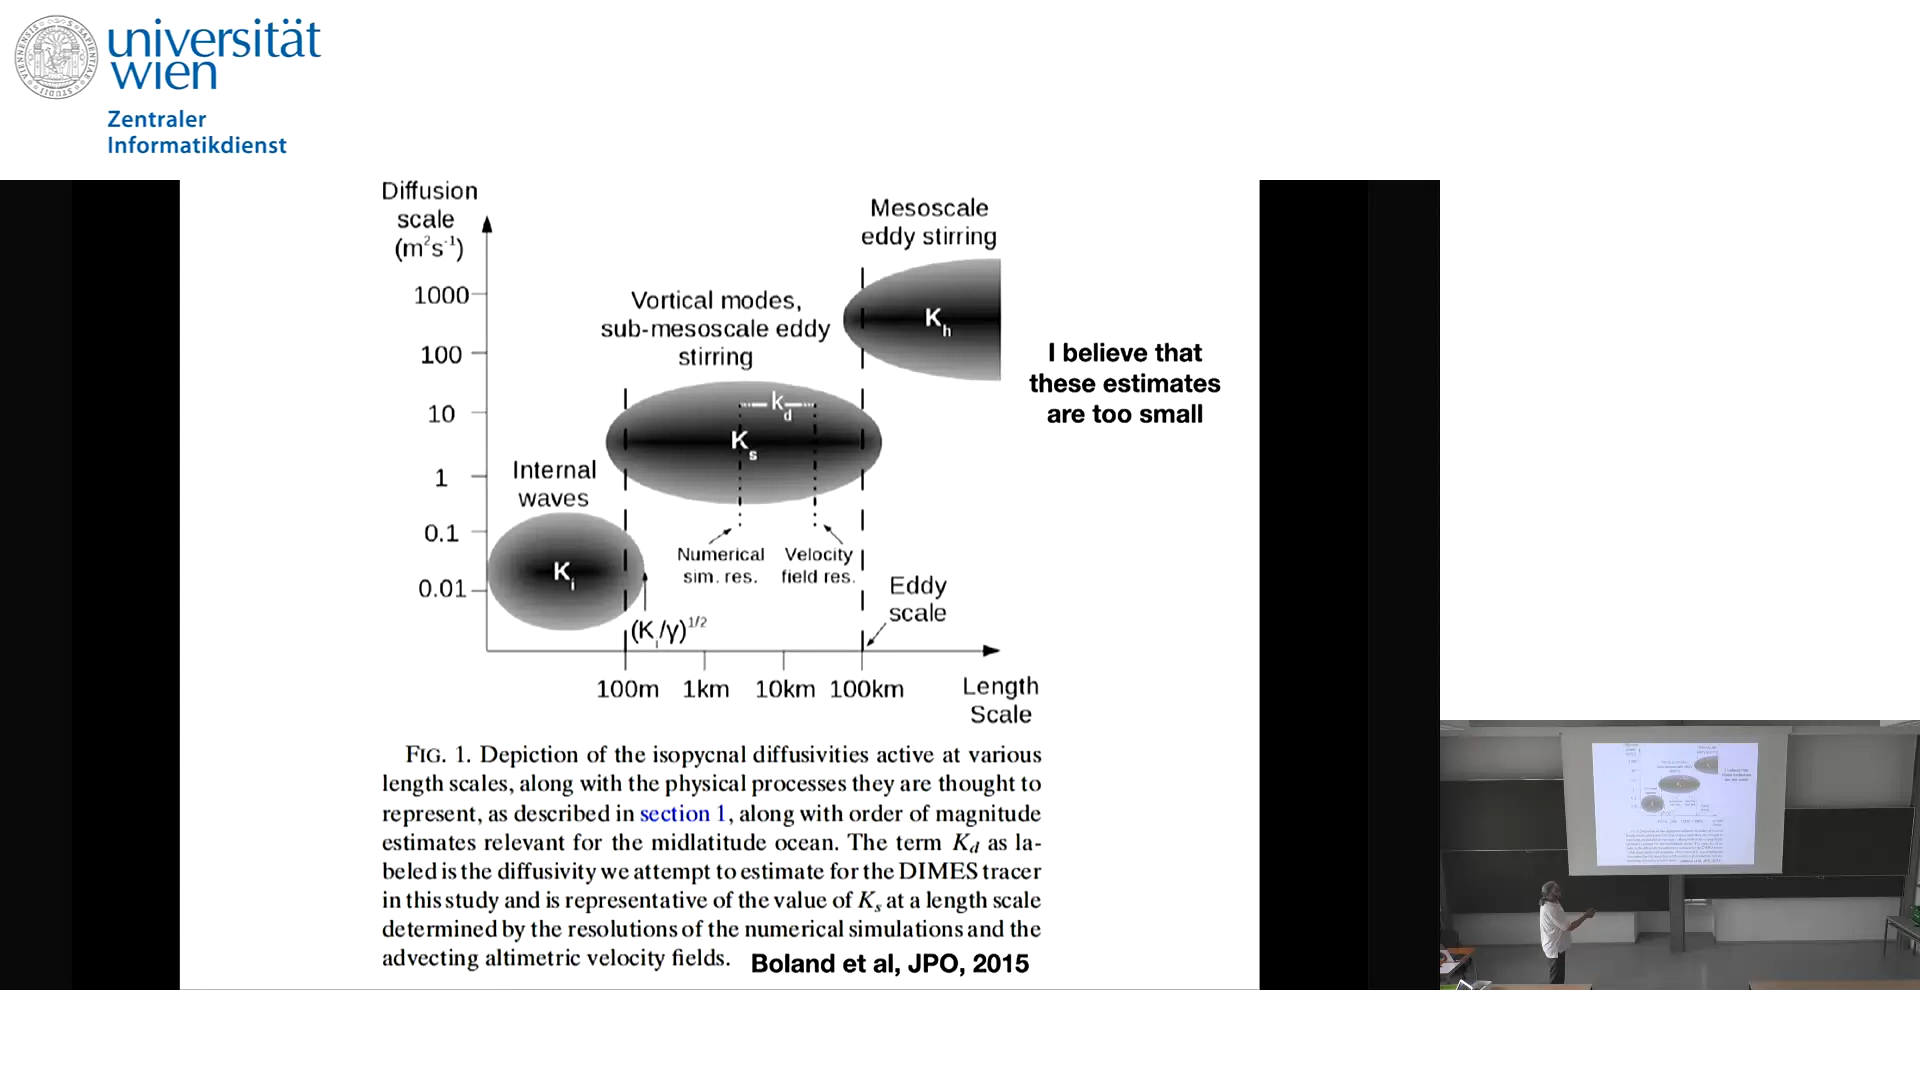 universität
wien
Zentraler
Informatikdienst
Diffusion
scale
(m²s⁻¹)
1000
100
10
1
0.1
0.01
Mesoscale
eddy stirring
Kh
Vortical modes,
sub-mesoscale eddy
stirring
kd
Ks
Internal
waves
Ki
Numerical
sim. res.
Velocity
field res.
Eddy
scale
(Ki/γ)^1/2
100m 1km 10km 100km
Length
Scale
I believe that
these estimates
are too small
FIG. 1. Depiction of the isopycnal diffusivities active at various
length scales, along with the physical processes they are thought to
represent, as described in section 1, along with order of magnitude
estimates relevant for the midlatitude ocean. The term Kd as la-
beled is the diffusivity we attempt to estimate for the DIMES tracer
in this study and is representative of the value of Ks at a length scale
determined by the resolutions of the numerical simulations and the
advecting altimetric velocity fields.
Boland et al, JPO, 2015